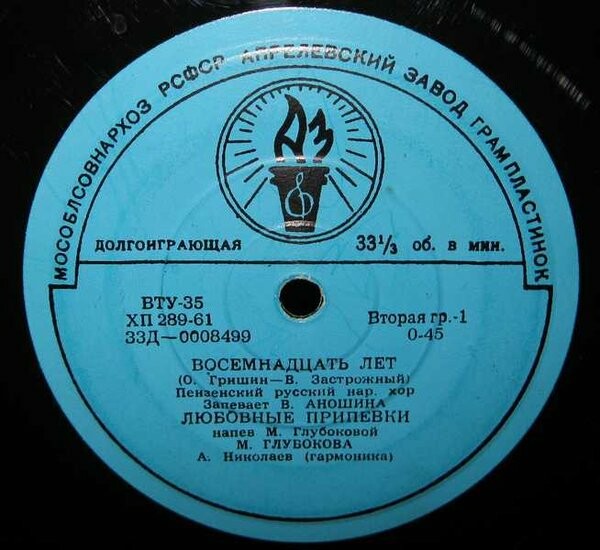 МОСОБЛСОВНАРХОЗ РСФСР АПРЕЛЕВСКИЙ ЗАВОД ГРАМПЛАСТИНОК
АЗ
ДОЛГОИГРАЮЩАЯ 33⅓ об. в мин.
ВТУ-35
ХП 289-61 Вторая гр.-1
33Д—0008499 0-45
ВОСЕМНАДЦАТЬ ЛЕТ
(О. Гришин—В. Застрожный)
Пензенский русский нар. хор
Запевает В. АНОШИНА
ЛЮБОВНЫЕ ПРИПЕВКИ
напев М. Глубоковой
М. ГЛУБОКОВА
А. Николаев (гармоника)